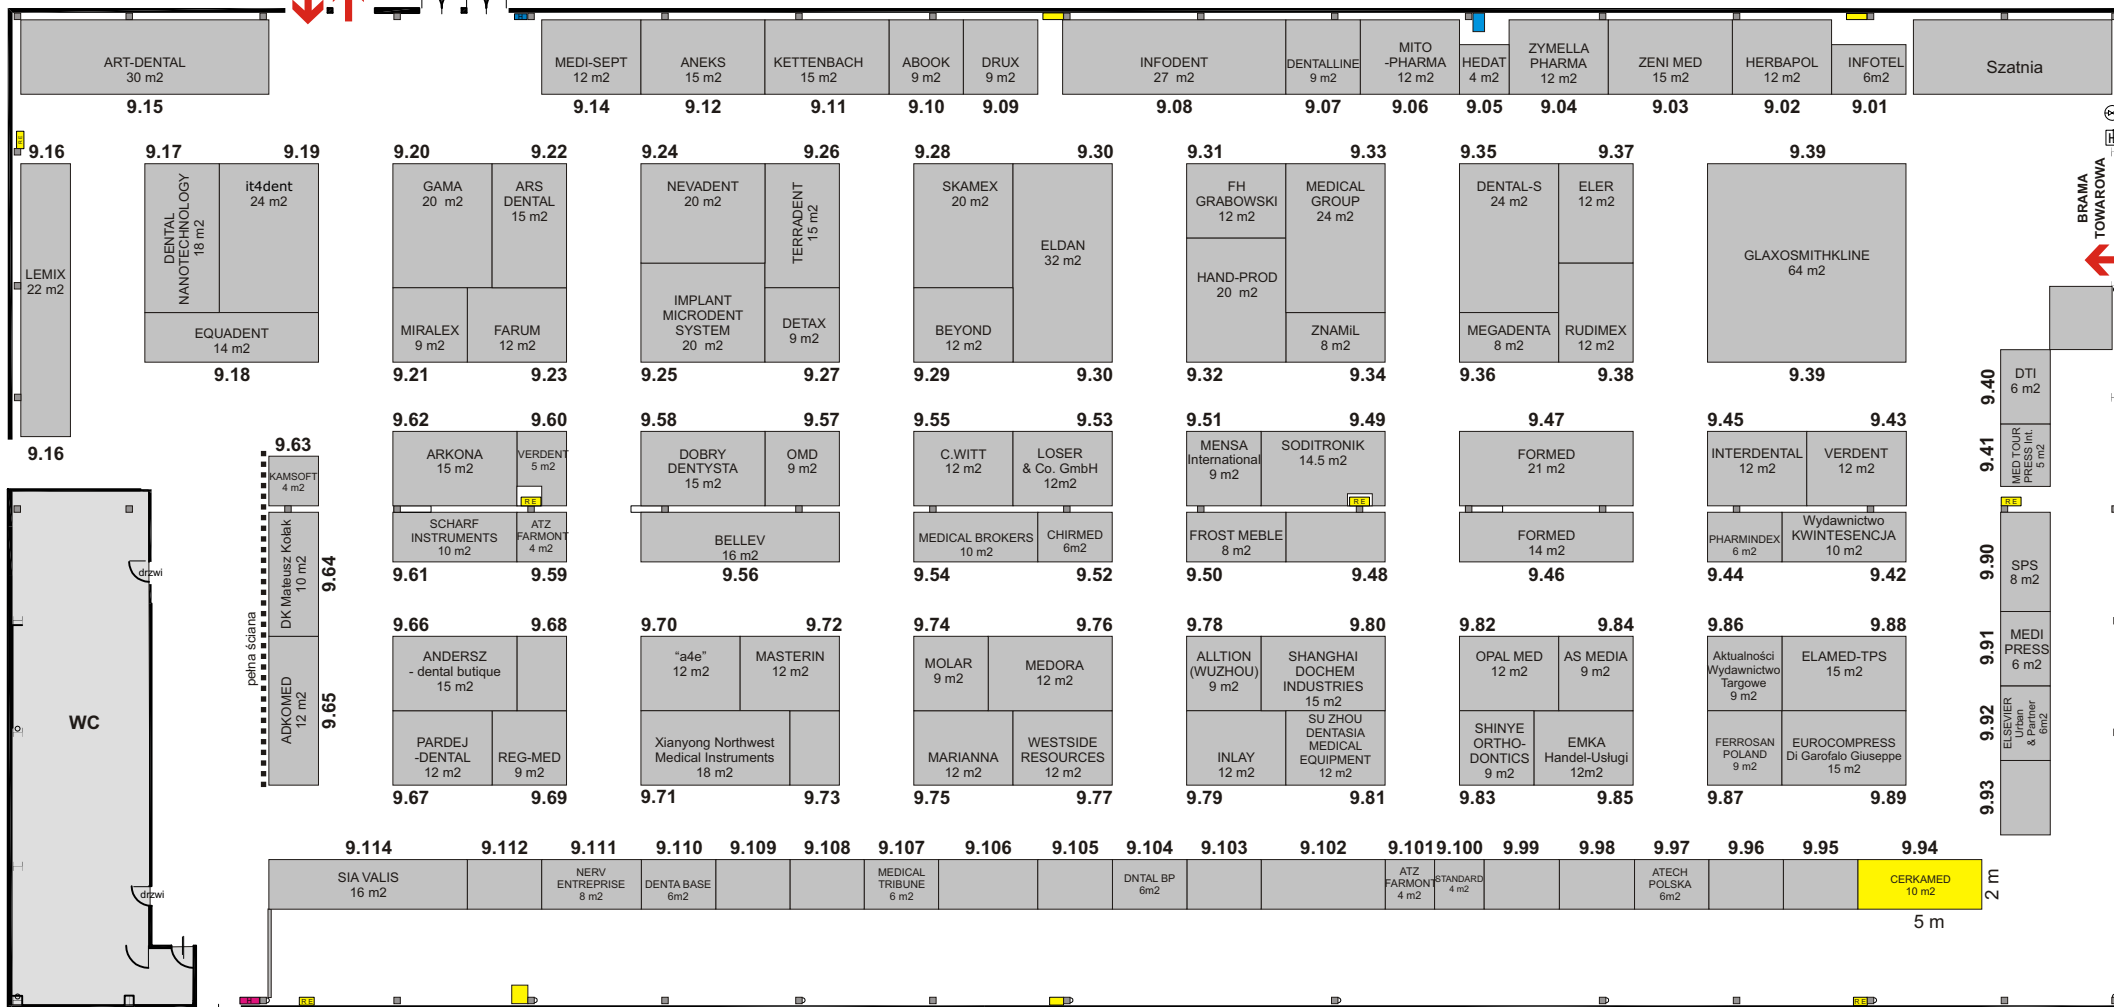 ART-DENTAL
30 m2
9.15
MEDI-SEPT
12 m2
9.14
ANEKS
15 m2
9.12
KETTENBACH
15 m2
9.11
ABOOK
9 m2
9.10
DRUX
9 m2
9.09
INFODENT
27 m2
9.08
DENTALLINE
9 m2
9.07
MITO
-PHARMA
12 m2
9.06
HEDAT
4 m2
9.05
ZYMELLA
PHARMA
12 m2
9.04
ZENI MED
15 m2
9.03
HERBAPOL
12 m2
9.02
INFOTEL
6m2
9.01
Szatnia
BRAMA
TOWAROWA
RE
9.16
LEMIX
22 m2
9.16
9.17
DENTAL
NANOTECHNOLOGY
18 m2
9.19
it4dent
24 m2
EQUADENT
14 m2
9.18
9.20
GAMA
20 m2
9.22
ARS
DENTAL
15 m2
MIRALEX
9 m2
9.21
FARUM
12 m2
9.23
9.24
NEVADENT
20 m2
9.26
TERRADENT
15 m2
IMPLANT
MICRODENT
SYSTEM
20 m2
9.25
DETAX
9 m2
9.27
9.28
SKAMEX
20 m2
9.30
ELDAN
32 m2
BEYOND
12 m2
9.29
9.30
9.31
FH
GRABOWSKI
12 m2
9.33
MEDICAL
GROUP
24 m2
HAND-PROD
20 m2
9.32
ZNAMiL
8 m2
9.34
9.35
DENTAL-S
24 m2
9.37
ELER
12 m2
MEGADENTA
8 m2
9.36
RUDIMEX
12 m2
9.38
9.39
GLAXOSMITHKLINE
64 m2
9.39
9.40
DTI
6 m2
9.41
MED TOUR
PRESS Int.
5 m2
RE
9.63
KAMSOFT
4 m2
DK Mateusz Kołak
10 m2
9.64
ADKOMED
12 m2
9.65
pełna ściana
drzwi
WC
drzwi
9.62
ARKONA
15 m2
9.60
VERDENT
5 m2
RE
SCHARF
INSTRUMENTS
10 m2
9.61
ATZ
FARMONT
4 m2
9.59
9.58
DOBRY
DENTYSTA
15 m2
9.57
OMD
9 m2
BELLEV
16 m2
9.56
9.55
C.WITT
12 m2
9.53
LOSER
& Co. GmbH
12m2
MEDICAL BROKERS
10 m2
9.54
CHIRMED
6m2
9.52
9.51
MENSA
International
9 m2
9.49
SODITRONIK
14.5 m2
RE
FROST MEBLE
8 m2
9.50
9.48
9.47
FORMED
21 m2
FORMED
14 m2
9.46
9.45
INTERDENTAL
12 m2
9.43
VERDENT
12 m2
PHARMINDEX
6 m2
9.44
Wydawnictwo
KWINTESENCJA
10 m2
9.42
9.90
SPS
8 m2
9.91
MEDI
PRESS
6 m2
9.92
ELSEVIER
Urban
& Partner
6m2
9.93
9.66
ANDERSZ
- dental butique
15 m2
9.68
PARDEJ
-DENTAL
12 m2
9.67
REG-MED
9 m2
9.69
9.70
“a4e”
12 m2
9.72
MASTERIN
12 m2
Xianyong Northwest
Medical Instruments
18 m2
9.71
9.73
9.74
MOLAR
9 m2
9.76
MEDORA
12 m2
MARIANNA
12 m2
9.75
WESTSIDE
RESOURCES
12 m2
9.77
9.78
ALLTION
(WUZHOU)
9 m2
9.80
SHANGHAI
DOCHEM
INDUSTRIES
15 m2
INLAY
12 m2
9.79
SU ZHOU
DENTASIA
MEDICAL
EQUIPMENT
12 m2
9.81
9.82
OPAL MED
12 m2
9.84
AS MEDIA
9 m2
SHINYE
ORTHO-
DONTICS
9 m2
9.83
EMKA
Handel-Usługi
12m2
9.85
9.86
Aktualności
Wydawnictwo
Targowe
9 m2
9.88
ELAMED-TPS
15 m2
FERROSAN
POLAND
9 m2
9.87
EUROCOMPRESS
Di Garofalo Giuseppe
15 m2
9.89
9.114
SIA VALIS
16 m2
9.112
9.111
NERV
ENTREPRISE
8 m2
9.110
DENTA BASE
6m2
9.109
9.108
9.107
MEDICAL
TRIBUNE
6 m2
9.106
9.105
9.104
DNTAL BP
6m2
9.103
9.102
9.101
ATZ
FARMONT
4 m2
9.100
STANDARD
4 m2
9.99
9.98
9.97
ATECH
POLSKA
6m2
9.96
9.95
9.94
CERKAMED
10 m2
2 m
5 m
H
RE
RE